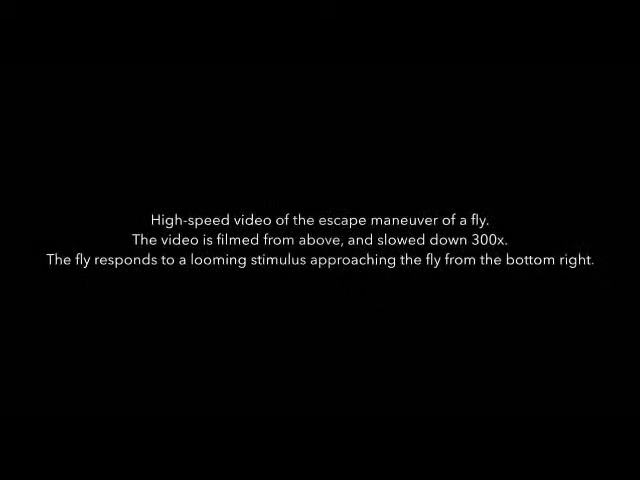 High-speed video of the escape maneuver of a fly.
The video is filmed from above, and slowed down 300x.
The fly responds to a looming stimulus approaching the fly from the bottom right.